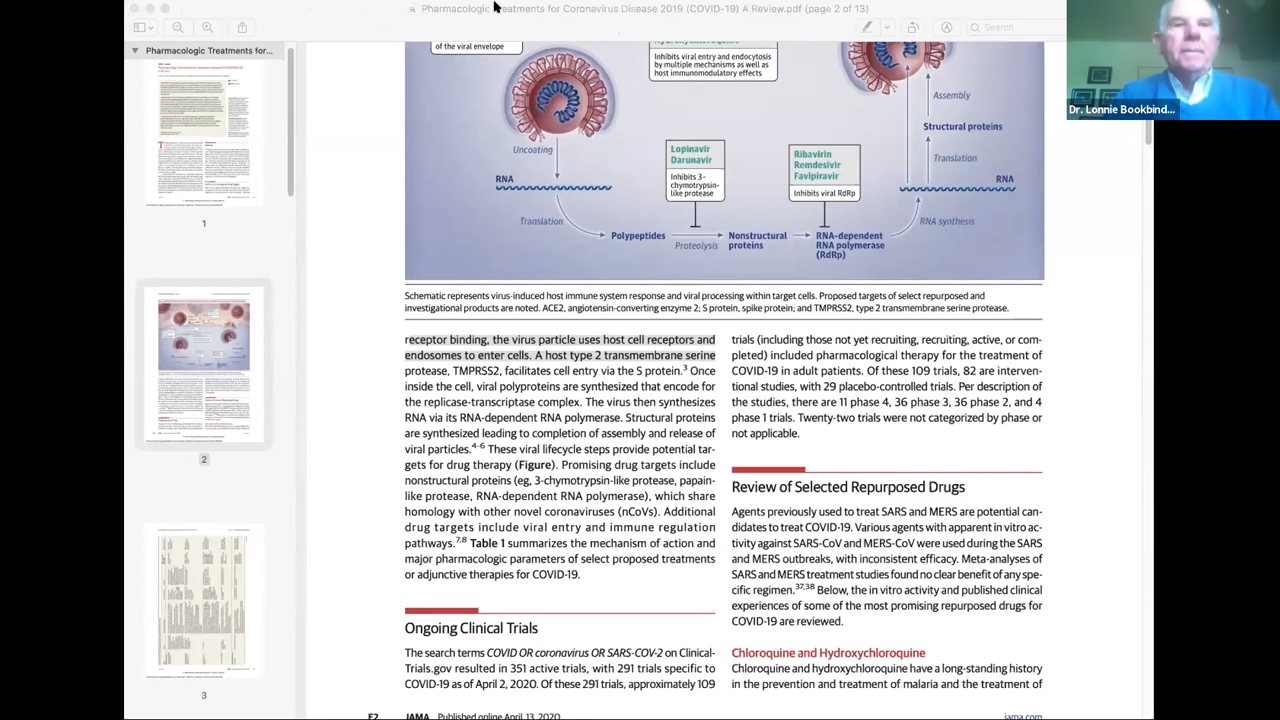 Pharmacologic Treatments for Coronavirus Disease 2019 (COVID-19) A Review.pdf (page 2 of 13)
Search
Pharmacologic Treatments for...
1
2
3
Dr. Lonnie Bookbind...
of the viral envelope
Inhibits viral entry and endocytosis
by multiple mechanisms as well as
host immunomodulatory effects
Assembly
Structural proteins
Uncoating
Lopinavir
Darunavir
Inhibits 3-
chymotrypsin-
like protease
Ribavirin
Remdesivir
Favipiravir
Inhibits viral RdRp
Translation
RNA
RNA
Translation
RNA synthesis
Polypeptides
Proteolysis
Nonstructural
proteins
RNA-dependent
RNA polymerase
(RdRp)
Schematic represents virus-induced host immune system response and viral processing within target cells. Proposed targets of select repurposed and
investigational products are noted. ACE2, angiotensin-converting enzyme 2; S protein, spike protein; and TMPRSS2, type 2 transmembrane serine protease.
receptor binding, the virus particle uses host cell receptors and
endosomes to enter cells. A host type 2 transmembrane serine
protease, TMPRSS2, facilitates cell entry via the S protein.3 Once
inside the cell, viral polyproteins are synthesized that encode for
the replicase-transcriptase complex. The virus then synthesizes
RNA via its RNA-dependent RNA polymerase. Structural proteins
are synthesized leading to completion of assembly and release of
viral particles.4-6 These viral lifecycle steps provide potential tar-
gets for drug therapy (Figure). Promising drug targets include
nonstructural proteins (eg, 3-chymotrypsin-like protease, papain-
like protease, RNA-dependent RNA polymerase), which share
homology with other novel coronaviruses (nCoVs). Additional
drug targets include viral entry and immune regulation
pathways.7,8 Table 1 summarizes the mechanism of action and
major pharmacologic parameters of select proposed treatments
or adjunctive therapies for COVID-19.
Ongoing Clinical Trials
The search terms COVID OR coronavirus OR SARS-COV-2 on Clinical-
Trials.gov resulted in 351 active trials, with 291 trials specific to
COVID-19 as of April 2, 2020. Of these 291 trials, approximately 109
trials (including those not yet recruiting, recruiting, active, or com-
pleted) included pharmacological therapy for the treatment of
COVID-19 in adult patients. Of these 109 trials, 82 are interven-
tional studies, with 29 placebo-controlled trials. Per description of
the studies, there are 11 phase 4, 36 phase 3, 36 phase 2, and 4
phase 1 trials. Twenty-two trials were not categorized by phase or
not applicable.
Review of Selected Repurposed Drugs
Agents previously used to treat SARS and MERS are potential can-
didates to treat COVID-19. Various agents with apparent in vitro ac-
tivity against SARS-CoV and MERS-CoV were used during the SARS
and MERS outbreaks, with inconsistent efficacy. Meta-analyses of
SARS and MERS treatment studies found no clear benefit of any spe-
cific regimen.37,38 Below, the in vitro activity and published clinical
experiences of some of the most promising repurposed drugs for
COVID-19 are reviewed.
Chloroquine and Hydroxychloroquine
Chloroquine and hydroxychloroquine have a long-standing history
in the prevention and treatment of malaria and the treatment of
E2 JAMA Published online April 13, 2020
jama.com